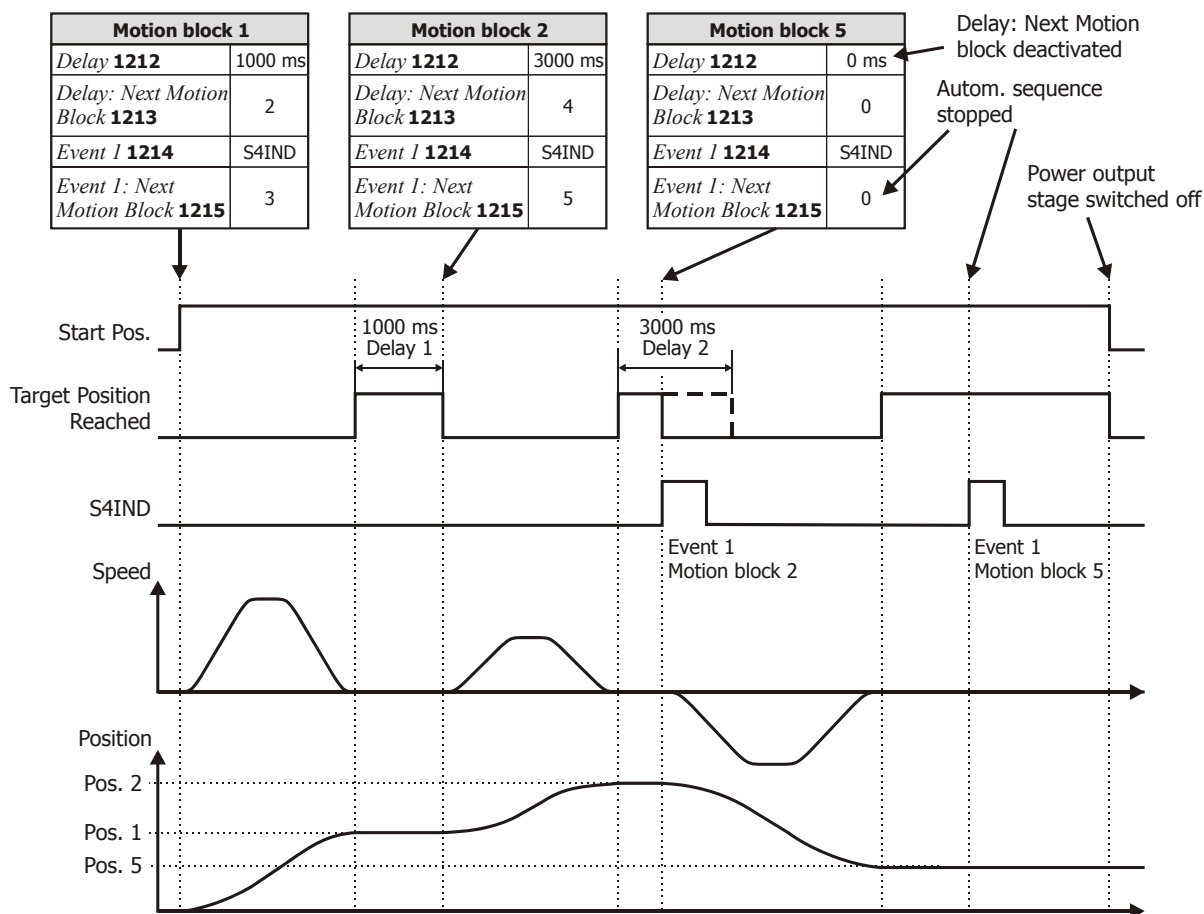 Motion block 1
Delay 1212 1000 ms
Delay: Next Motion
Block 1213 2
Event 1 1214 S4IND
Event 1: Next
Motion Block 1215 3
Motion block 2
Delay 1212 3000 ms
Delay: Next Motion
Block 1213 4
Event 1 1214 S4IND
Event 1: Next
Motion Block 1215 5
Motion block 5
Delay 1212 0 ms
Delay: Next Motion
Block 1213 0
Event 1 1214 S4IND
Event 1: Next
Motion Block 1215 0
Delay: Next Motion
block deactivated
Autom. sequence
stopped
Power output
stage switched off
Start Pos.
1000 ms
Delay 1
3000 ms
Delay 2
Target Position
Reached
S4IND
Event 1
Motion block 2
Event 1
Motion block 5
Speed
Position
Pos. 2
Pos. 1
Pos. 5